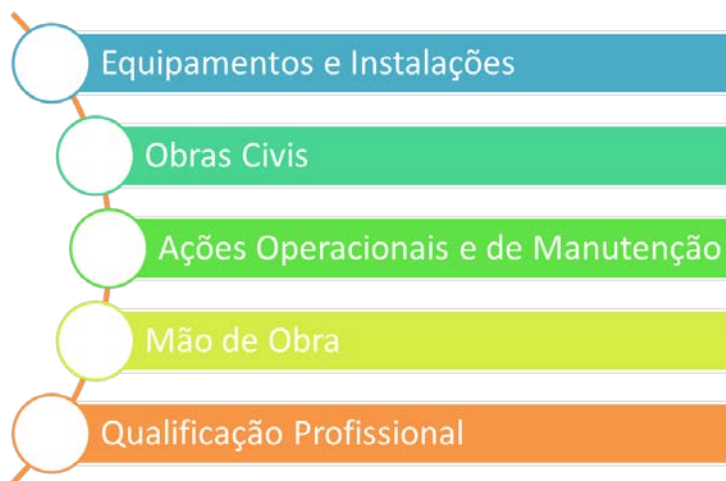 Equipamentos e Instalações
Obras Civis
Ações Operacionais e de Manutenção
Mão de Obra
Qualificação Profissional